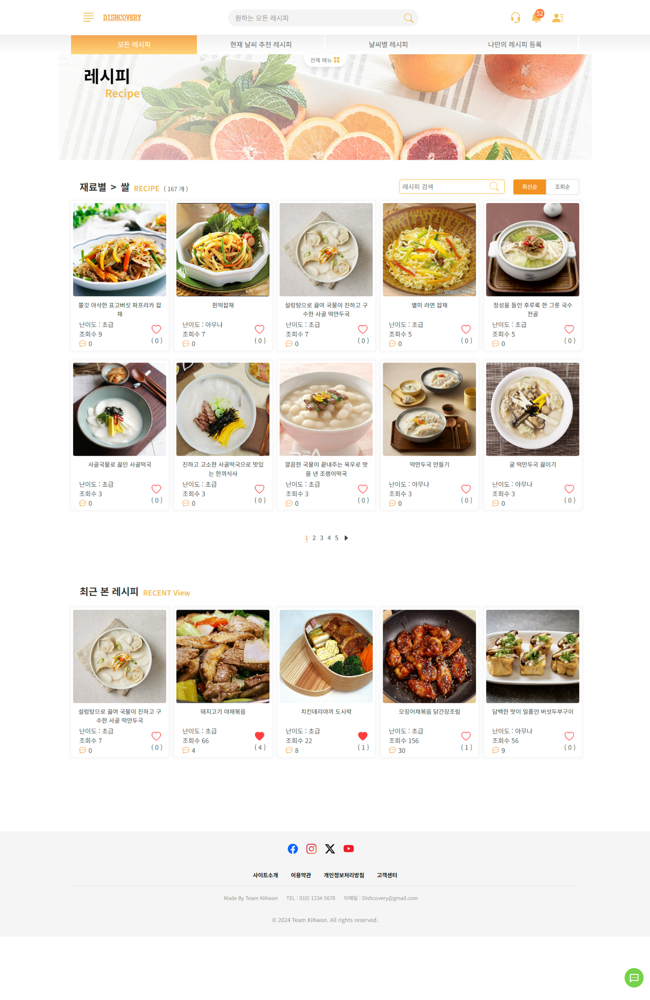 DISHCOVERY
원하는 모든 레시피
52
모든 레시피
현재 날씨 추천 레시피
날씨별 레시피
나만의 레시피 등록
전체 메뉴
레시피
Recipe
재료별 > 쌀 RECIPE ( 167 개 )
레시피 검색
최신순
조회순
쫄깃 아삭한 표고버섯 파프리카 잡
채
난이도 : 초급
조회수 9
0
( 0 )
흰떡잡채
난이도 : 아무나
조회수 7
0
( 0 )
설렁탕으로 끓여 국물이 진하고 구
수한 사골 떡만두국
난이도 : 초급
조회수 7
0
( 0 )
© www
별미 라면 잡채
난이도 : 초급
조회수 5
0
( 0 )
정성을 들인 후루룩 한 그릇 국수
전골
난이도 : 초급
조회수 5
0
( 0 )
사골국물로 끓인 사골떡국
난이도 : 초급
조회수 3
0
( 0 )
진하고 고소한 사골떡국으로 맛있
는 한끼식사
난이도 : 초급
조회수 3
0
( 0 )
깔끔한 국물이 끝내주는 육우로 맛
을 낸 조랭이떡국
난이도 : 초급
조회수 3
0
( 0 )
떡만두국 만들기
난이도 : 아무나
조회수 3
0
( 0 )
굴 떡만두국 끓이기
난이도 : 아무나
조회수 3
0
( 0 )
1 2 3 4 5
최근 본 레시피 RECENT View
설렁탕으로 끓여 국물이 진하고 구
수한 사골 떡만두국
난이도 : 초급
조회수 7
0
( 0 )
돼지고기 야채볶음
난이도 : 초급
조회수 66
4
( 4 )
치킨데리야끼 도시락
난이도 : 초급
조회수 22
8
( 1 )
오징어채볶음 닭간장조림
난이도 : 초급
조회수 156
30
( 1 )
담백한 맛이 일품인 버섯두부구이
난이도 : 아무나
조회수 56
9
( 0 )
사이트소개 이용약관 개인정보처리방침 고객센터
Made By Team KiKwon TEL : 010) 1234-5678 이메일 : Dishcovery@gmail.com
© 2024 Team KiKwon. All rights reserved.